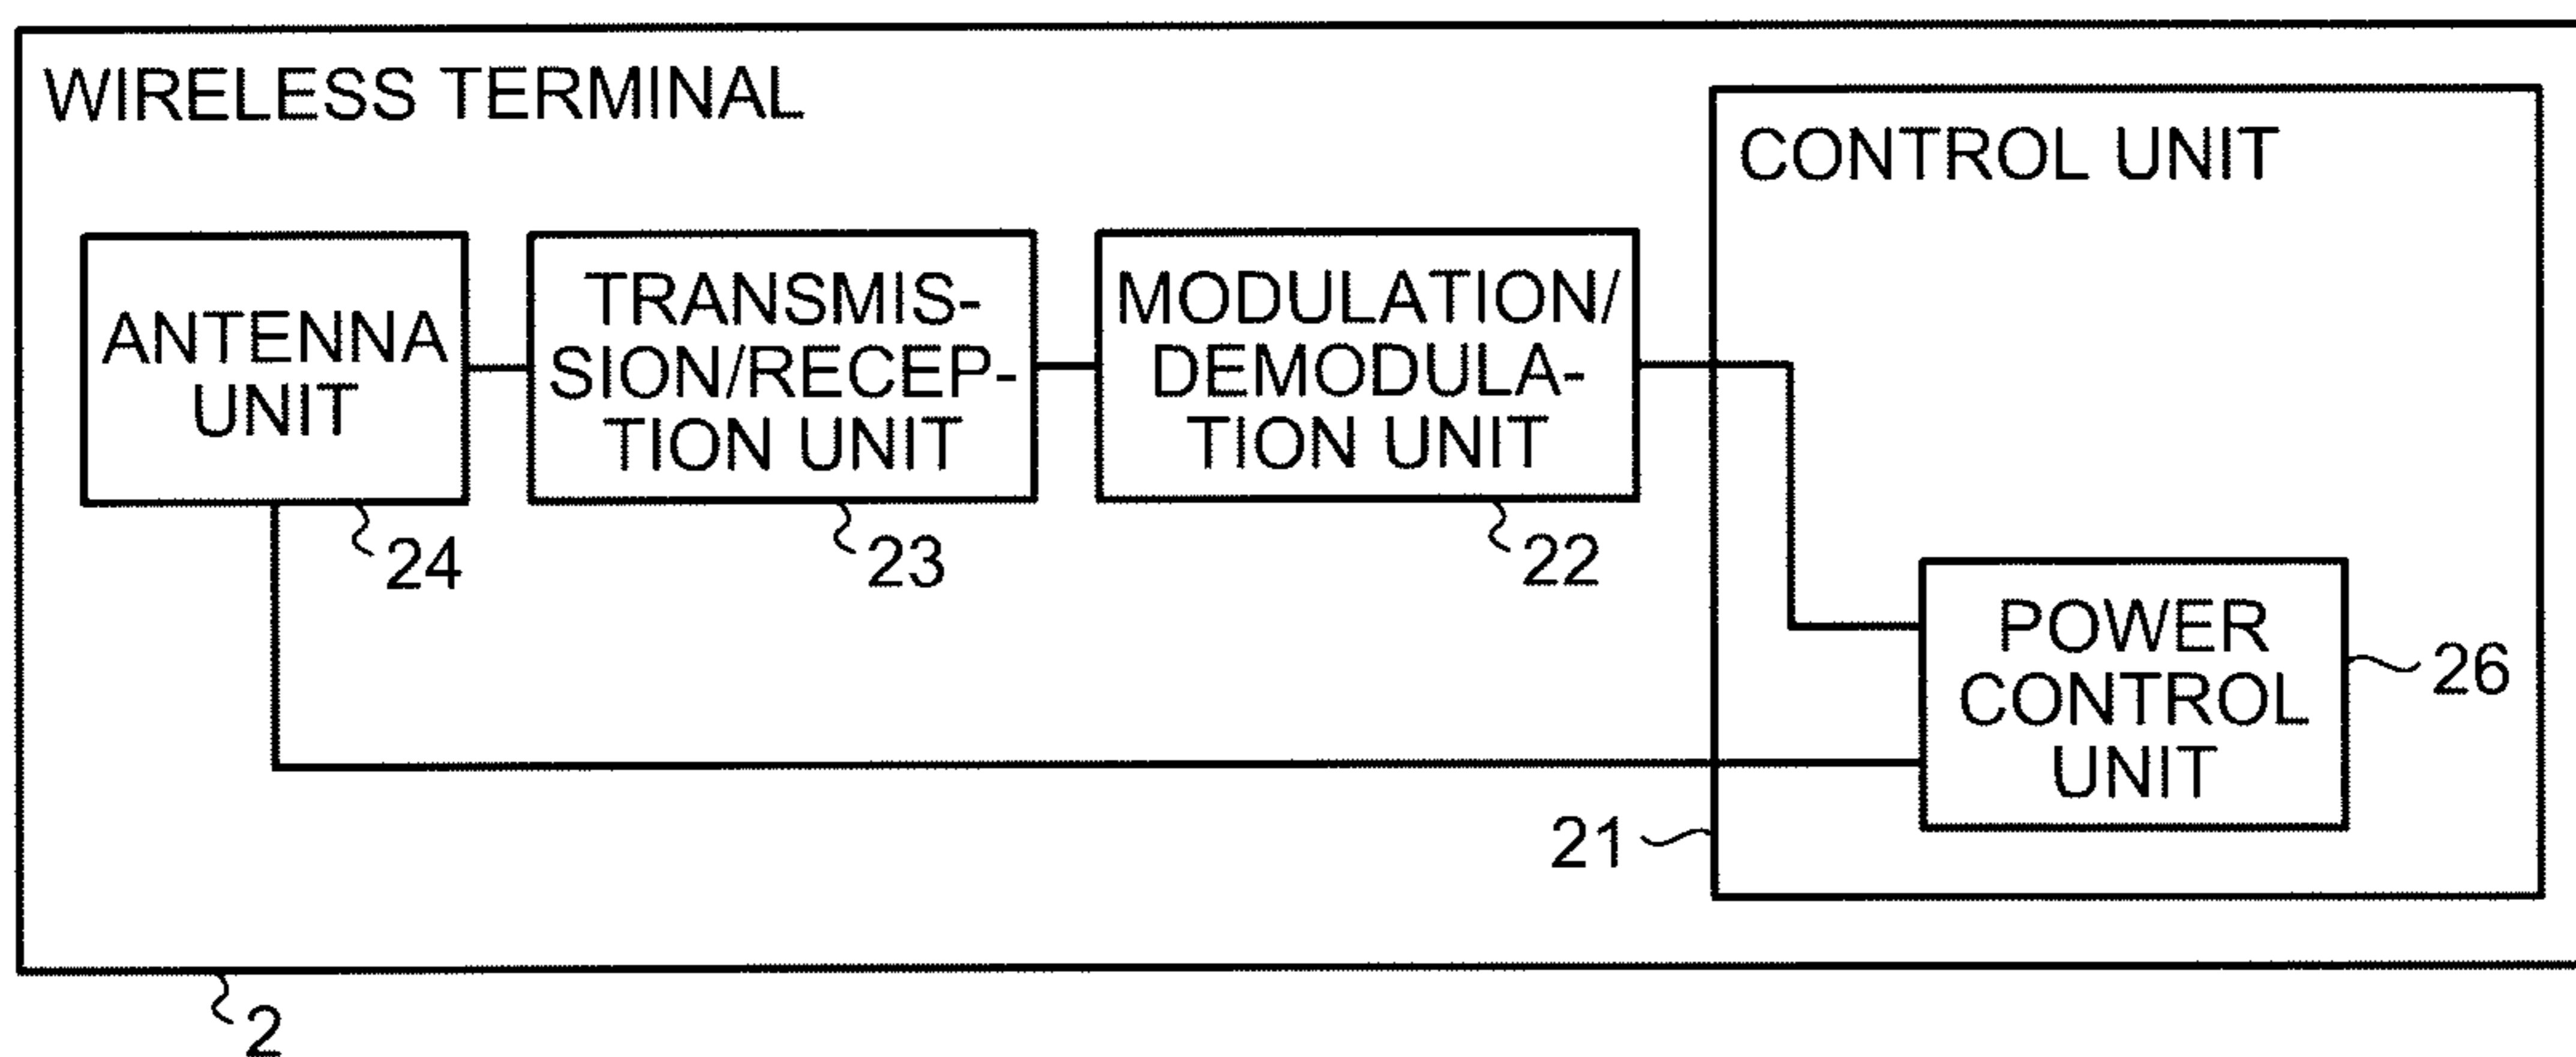 WIRELESS TERMINAL
CONTROL UNIT
ANTENNA
UNIT
24
TRANSMIS-
SION/RECEP-
TION UNIT
23
MODULATION/
DEMODULA-
TION UNIT
22
POWER
CONTROL
UNIT
26
21
2